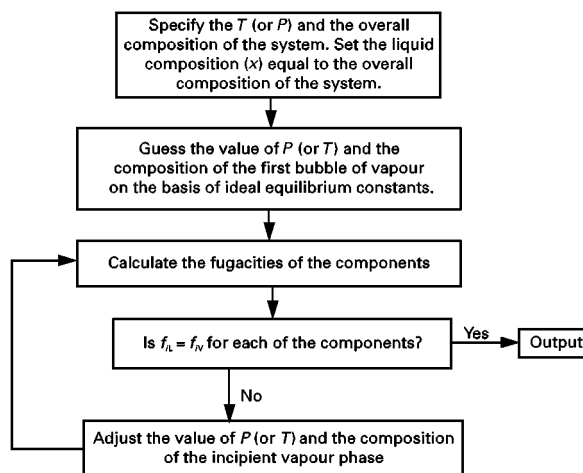 Specify the T (or P) and the overall
composition of the system. Set the liquid
composition (x) equal to the overall
composition of the system.
Guess the value of P (or T) and the
composition of the first bubble of vapour
on the basis of ideal equilibrium constants.
Calculate the fugacities of the components
Is fiL = fiV for each of the components?
Yes
Output
No
Adjust the value of P (or T) and the composition
of the incipient vapour phase